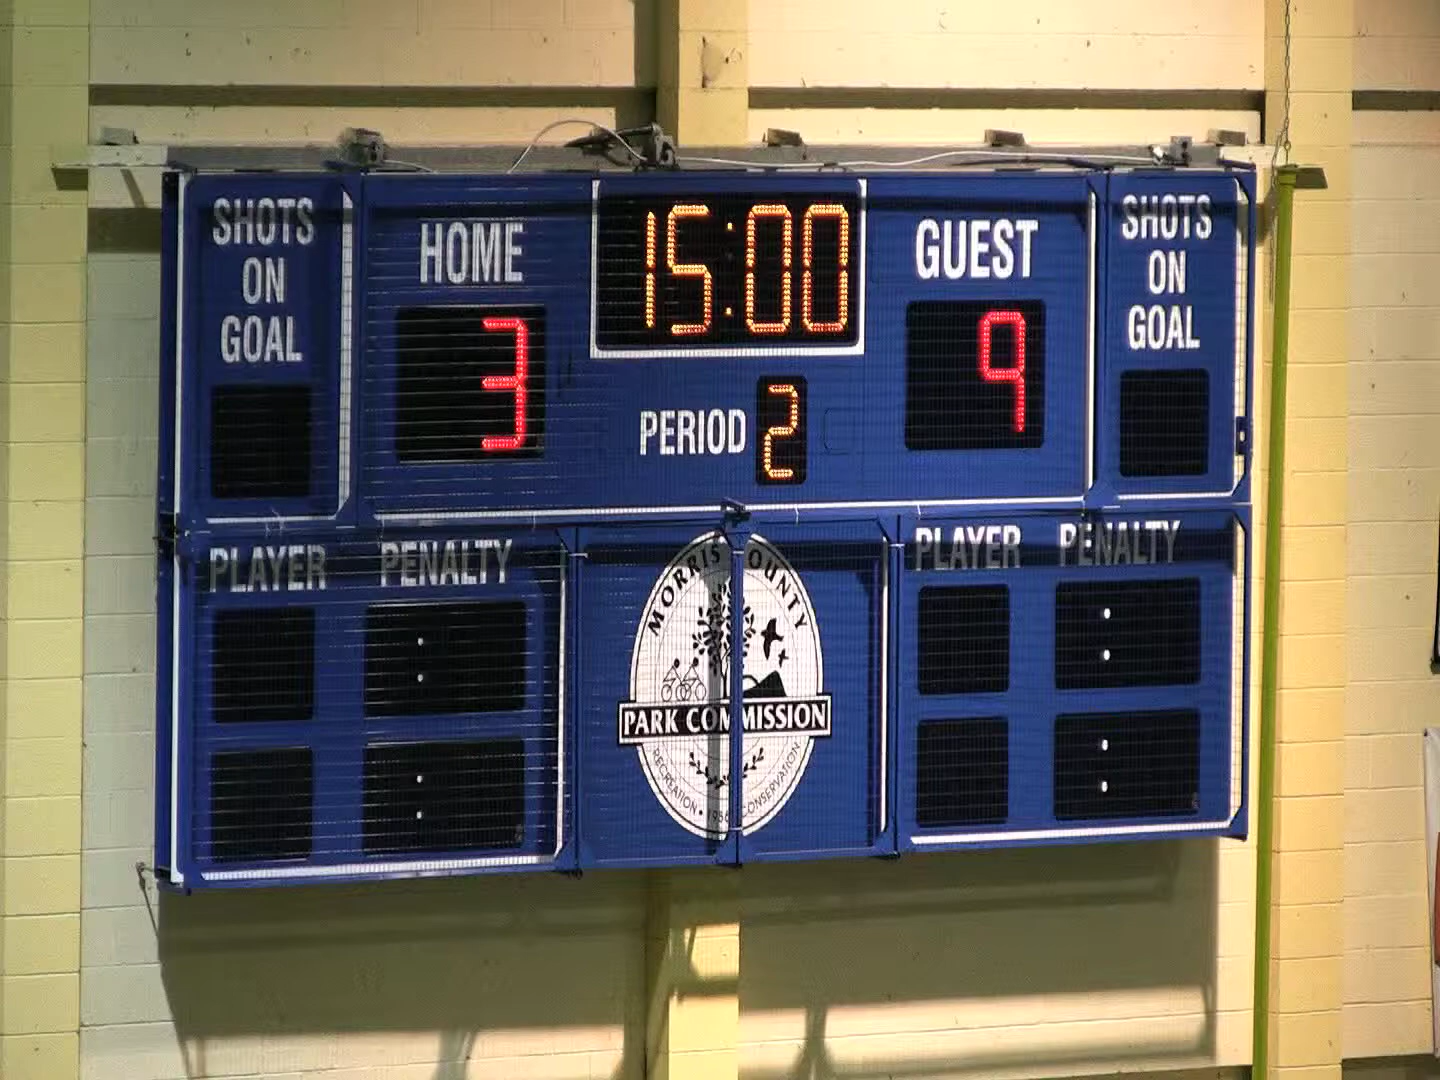 SHOTS
ON
GOAL
HOME
3
15:00
PERIOD 2
GUEST
9
SHOTS
ON
GOAL
PLAYER PENALTY
MORRIS COUNTY
PARK COMMISSION
RECREATION • 1956 CONSERVATION
PLAYER PENALTY